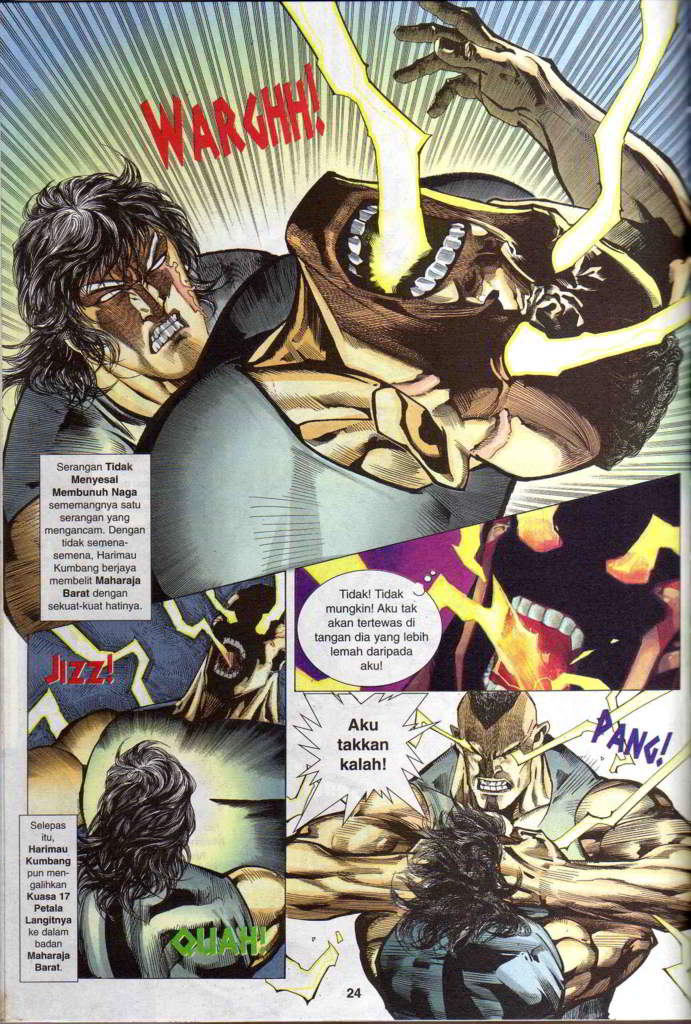 WARGHH!
Serangan Tidak
Menyesal
Membunuh Naga
sememangnya satu
serangan yang
mengancam. Dengan
tidak semena-
semena, Harimau
Kumbang berjaya
membelit Maharaja
Barat dengan
sekuat-kuat hatinya.
Tidak! Tidak
mungkin! Aku tak
akan tertewas di
tangan dia yang lebih
lemah daripada
aku!
JIZZ!
Selepas
itu,
Harimau
Kumbang
pun men-
galihkan
Kuasa 17
Petala
Langitnya
ke dalam
badan
Maharaja
Barat.
QUAH!
Aku
takkan
kalah!
PANG!
24